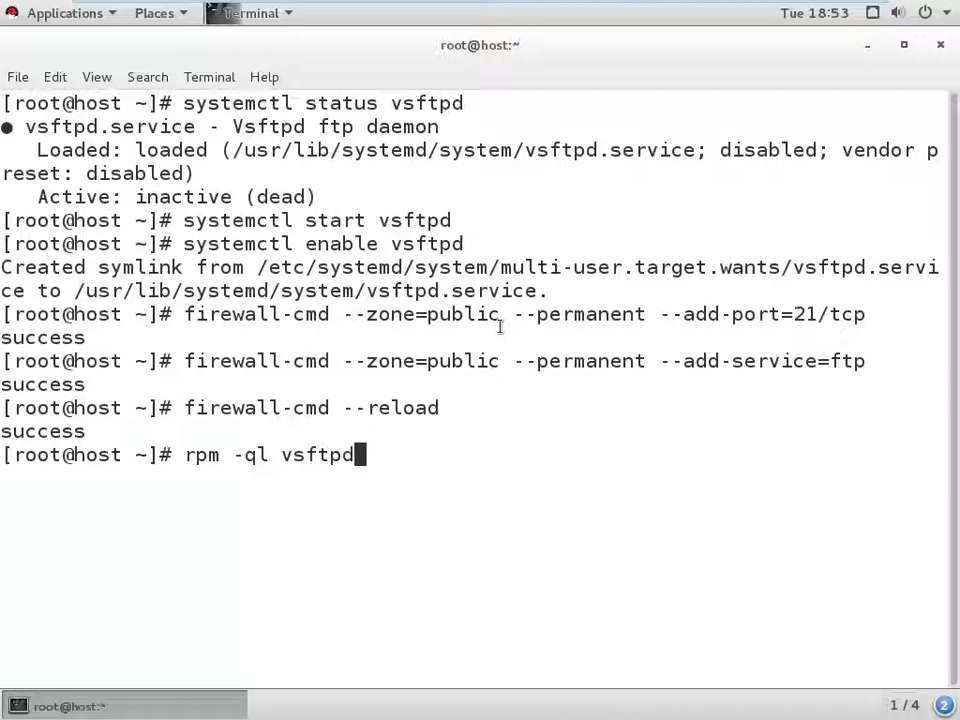 Applications Places Terminal Tue 18:53
root@host:~
File Edit View Search Terminal Help
[root@host ~]# systemctl status vsftpd
● vsftpd.service - Vsftpd ftp daemon
   Loaded: loaded (/usr/lib/systemd/system/vsftpd.service; disabled; vendor p
reset: disabled)
   Active: inactive (dead)
[root@host ~]# systemctl start vsftpd
[root@host ~]# systemctl enable vsftpd
Created symlink from /etc/systemd/system/multi-user.target.wants/vsftpd.servi
ce to /usr/lib/systemd/system/vsftpd.service.
[root@host ~]# firewall-cmd --zone=public --permanent --add-port=21/tcp
success
[root@host ~]# firewall-cmd --zone=public --permanent --add-service=ftp
success
[root@host ~]# firewall-cmd --reload
success
[root@host ~]# rpm -ql vsftpd
root@host:~ 1 / 4 2